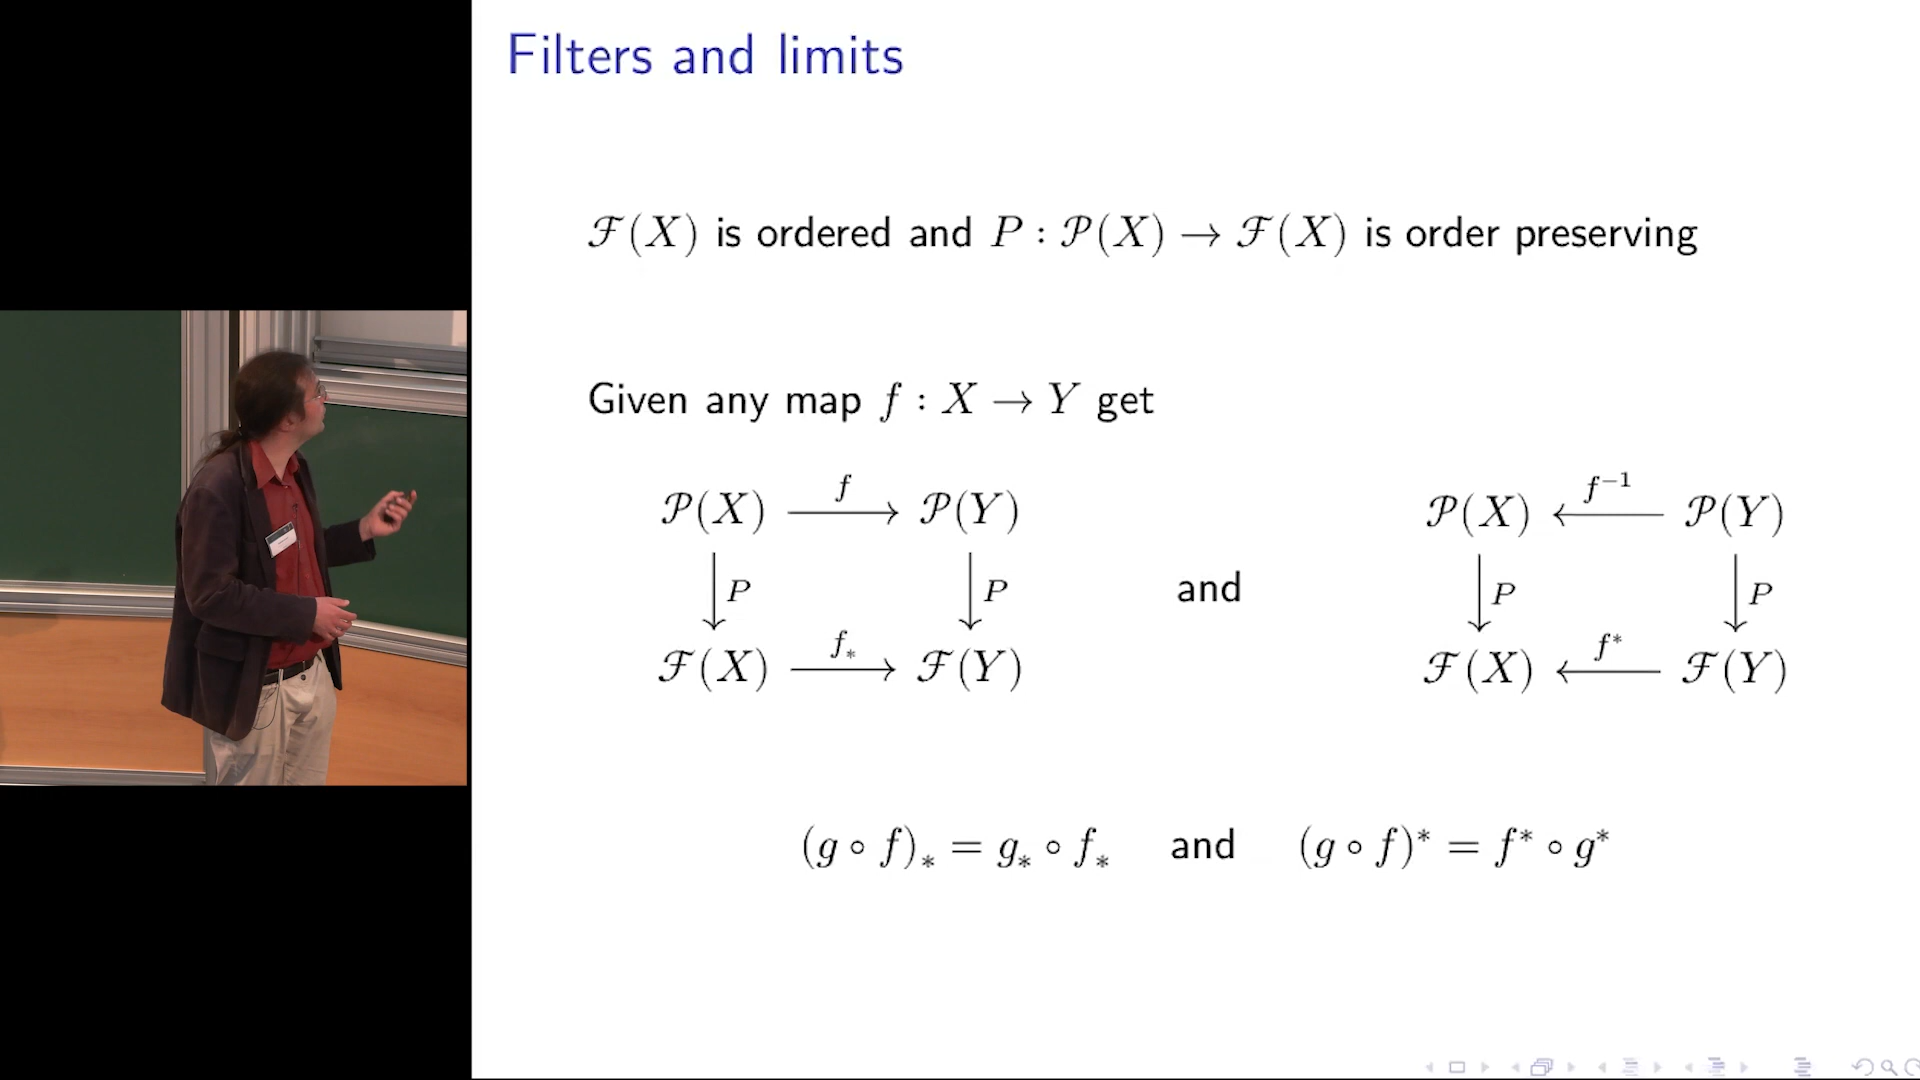 Filters and limits
ℱ(X) is ordered and P : 𝒫(X) → ℱ(X) is order preserving
Given any map f : X → Y get
𝒫(X) —f→ 𝒫(Y)
↓P ↓P
ℱ(X) —f_*→ ℱ(Y)
and
𝒫(X) ←f⁻¹— 𝒫(Y)
↓P ↓P
ℱ(X) ←f^*— ℱ(Y)
(g ∘ f)_* = g_* ∘ f_* and (g ∘ f)^* = f^* ∘ g^*